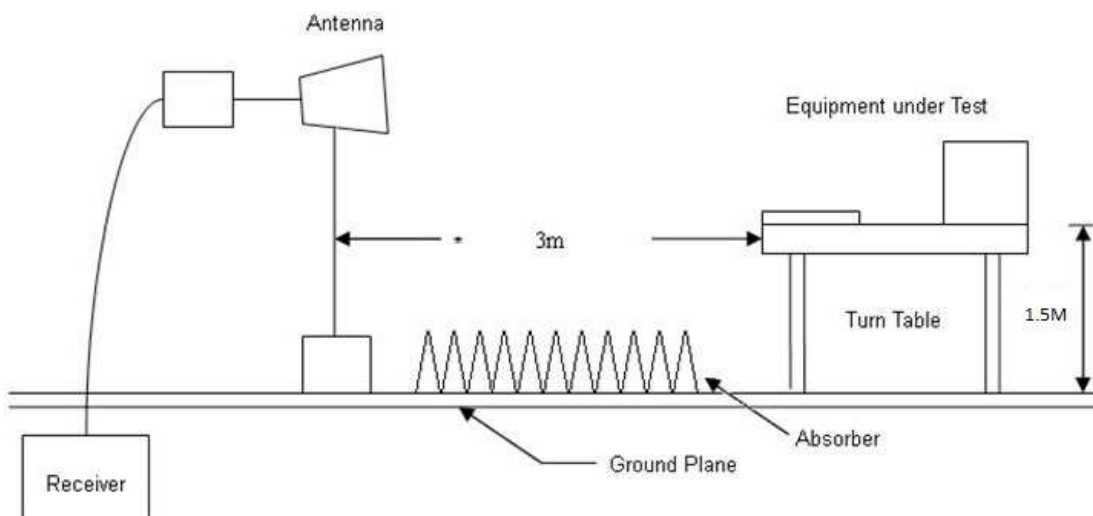 Antenna
Equipment under Test
3m
Turn Table
1.5M
Absorber
Ground Plane
Receiver